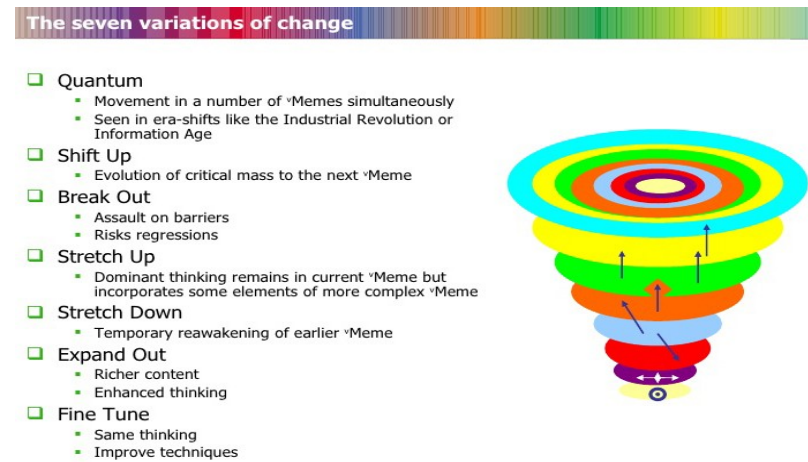 The seven variations of change
Quantum
Movement in a number of vMemes simultaneously
Seen in era-shifts like the Industrial Revolution or
Information Age
Shift Up
Evolution of critical mass to the next vMeme
Break Out
Assault on barriers
Risks regressions
Stretch Up
Dominant thinking remains in current vMeme but
incorporates some elements of more complex vMeme
Stretch Down
Temporary reawakening of earlier vMeme
Expand Out
Richer content
Enhanced thinking
Fine Tune
Same thinking
Improve techniques